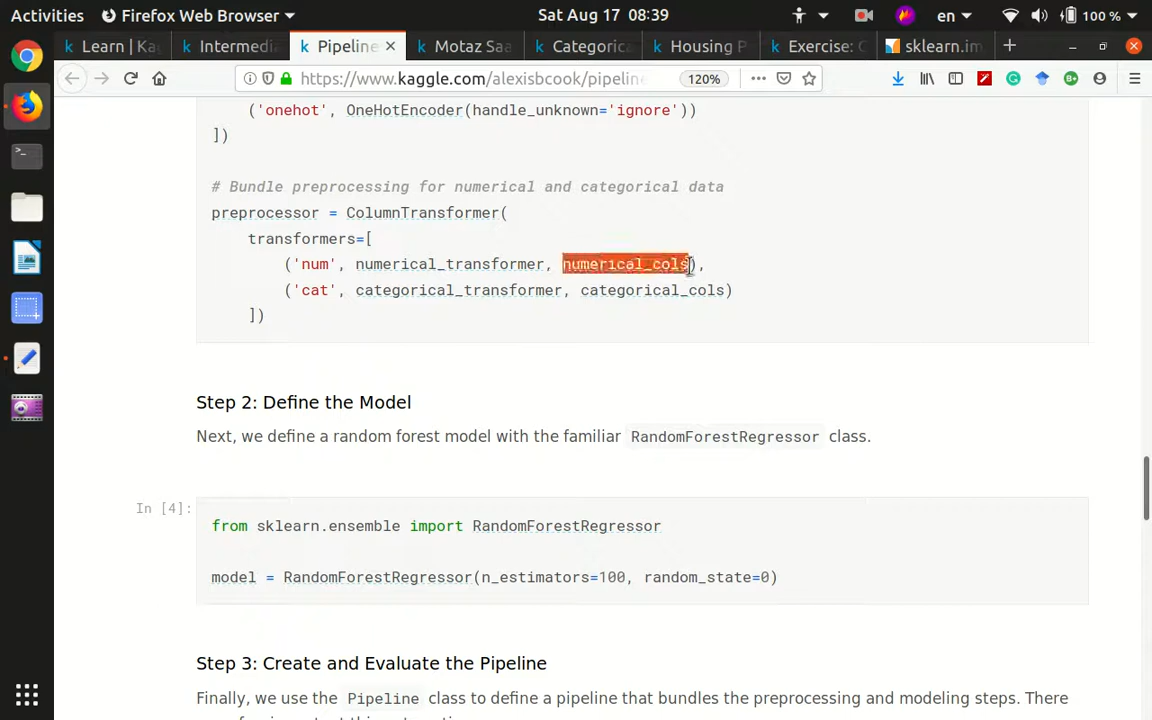 Activities Firefox Web Browser Sat Aug 17 08:39 en 100 %
Learn | Ka Intermedi Pipeline Motaz Saa Categorica Housing P Exercise: C sklearn.im
https://www.kaggle.com/alexisbcook/pipeline 120%
('onehot', OneHotEncoder(handle_unknown='ignore'))
])
# Bundle preprocessing for numerical and categorical data
preprocessor = ColumnTransformer(
transformers=[
('num', numerical_transformer, numerical_cols),
('cat', categorical_transformer, categorical_cols)
])
Step 2: Define the Model
Next, we define a random forest model with the familiar RandomForestRegressor class.
In [4]:
from sklearn.ensemble import RandomForestRegressor
model = RandomForestRegressor(n_estimators=100, random_state=0)
Step 3: Create and Evaluate the Pipeline
Finally, we use the Pipeline class to define a pipeline that bundles the preprocessing and modeling steps. There